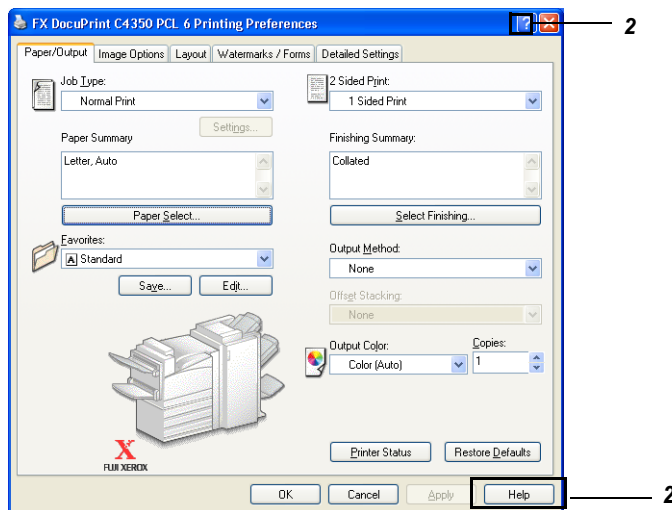 FX DocuPrint C4350 PCL 6 Printing Preferences
?
2
Paper/Output
Image Options
Layout
Watermarks / Forms
Detailed Settings
Job Type:
Normal Print
Settings...
Paper Summary
Letter, Auto
Paper Select...
Favorites:
A Standard
Save...
Edit...
2 Sided Print:
1 Sided Print
Finishing Summary:
Collated
Select Finishing...
Output Method:
None
Offset Stacking:
None
Output Color:
Color (Auto)
Copies:
1
X
FUJI XEROX
Printer Status
Restore Defaults
OK
Cancel
Apply
Help
2